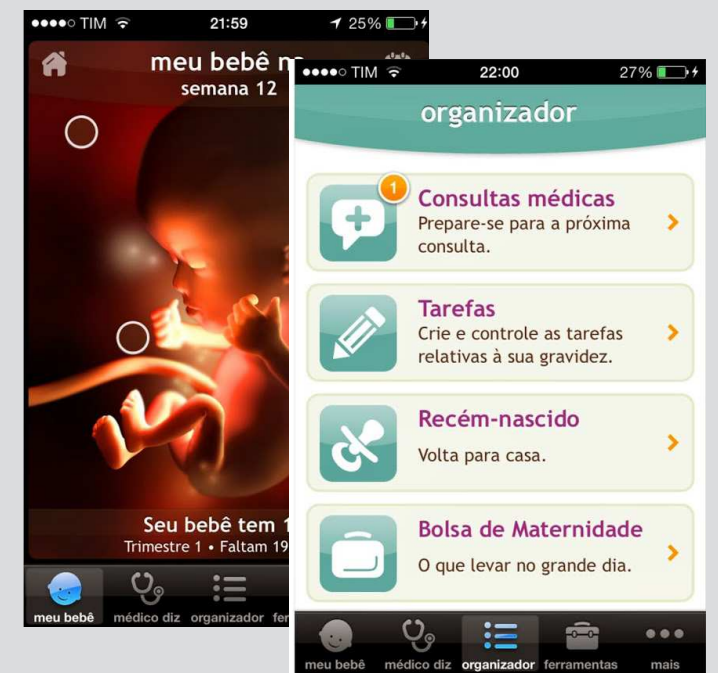 TIM
21:59
25%
meu bebê
semana 12
Seu bebê tem
Trimestre 1 • Faltam 19
meu bebê
médico diz
organizador
TIM
22:00
27%
organizador
1
Consultas médicas
Prepare-se para a próxima
consulta.
Tarefas
Crie e controle as tarefas
relativas à sua gravidez.
Recém-nascido
Volta para casa.
Bolsa de Maternidade
O que levar no grande dia.
meu bebê
médico diz
organizador
ferramentas
mais